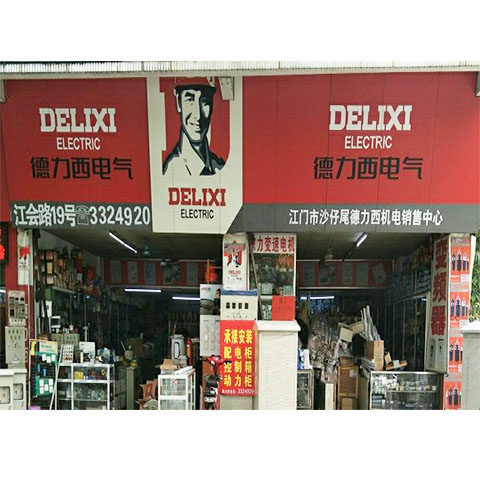 DELIXI
ELECTRIC
德力西电气
江会路19号☎3324920
DELIXI
ELECTRIC
DELIXI
ELECTRIC
德力西电气
江门市沙仔尾德力西机电销售中心
力变速电机
DELIXI
DELIXI
变频器
承接安装
配电柜
控制箱
动力柜
3324920